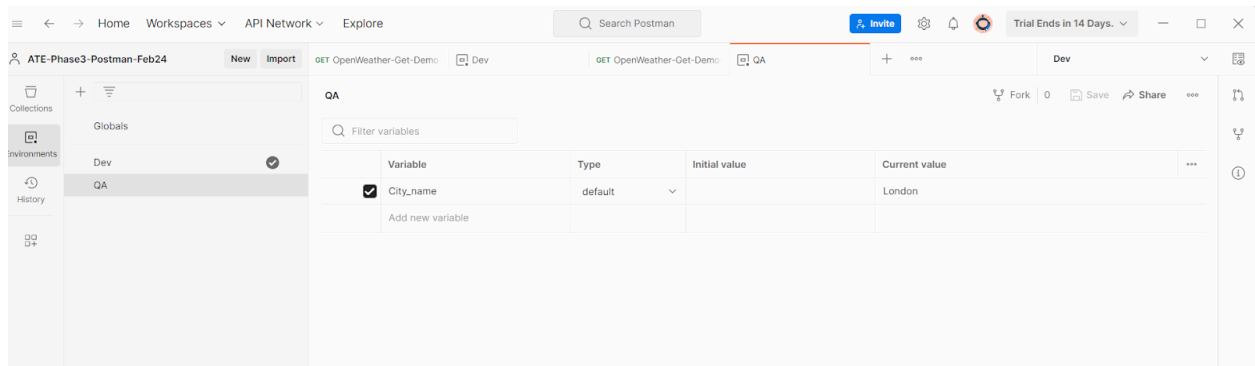 Home Workspaces API Network Explore Search Postman Invite Trial Ends in 14 Days.
ATE-Phase3-Postman-Feb24 New Import GET OpenWeather-Get-Demo Dev GET OpenWeather-Get-Demo QA Dev
Collections
Environments
History
Globals
Dev
QA
QA Fork 0 Save Share
Filter variables
Variable Type Initial value Current value
City_name default London
Add new variable